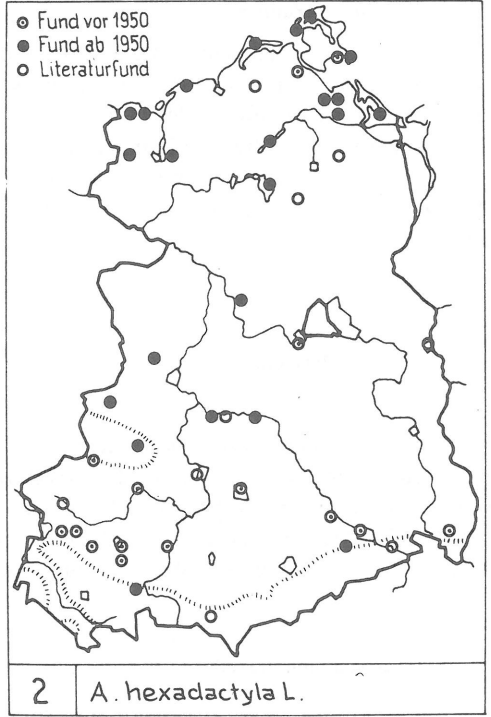 Fund vor 1950
Fund ab 1950
Literaturfund
2
A. hexadactyla L.